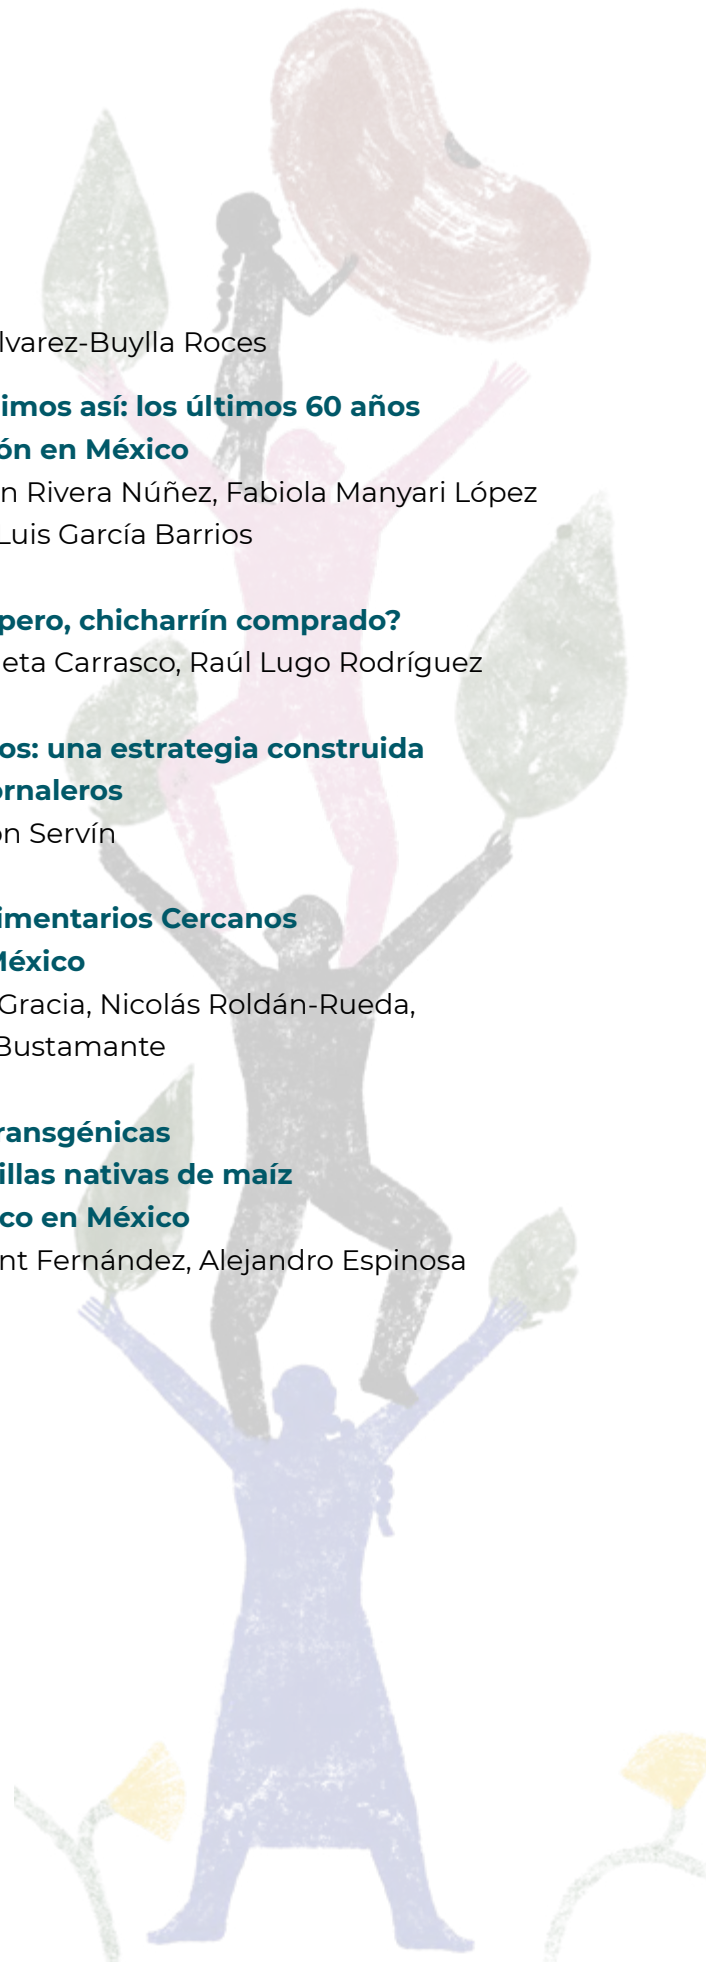 lvarez-Buylla Roces
imos así: los últimos 60 años
ón en México
n Rivera Núñez, Fabiola Manyari López
Luis García Barrios
pero, chicharrín comprado?
eta Carrasco, Raúl Lugo Rodríguez
os: una estrategia construida
ornaleros
ón Servín
imentarios Cercanos
México
Gracia, Nicolás Roldán-Rueda,
Bustamante
ransgénicas
illas nativas de maíz
ico en México
nt Fernández, Alejandro Espinosa